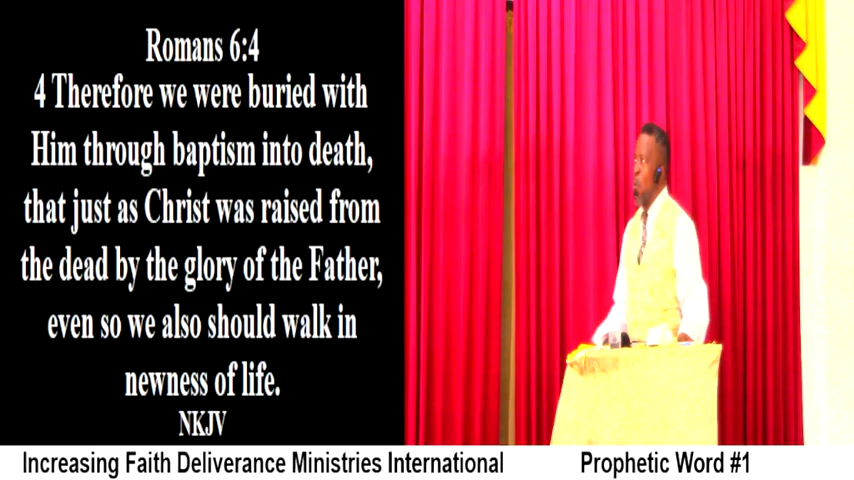 Romans 6:4
4 Therefore we were buried with
Him through baptism into death,
that just as Christ was raised from
the dead by the glory of the Father,
even so we also should walk in
newness of life.
NKJV
Increasing Faith Deliverance Ministries International
Prophetic Word #1